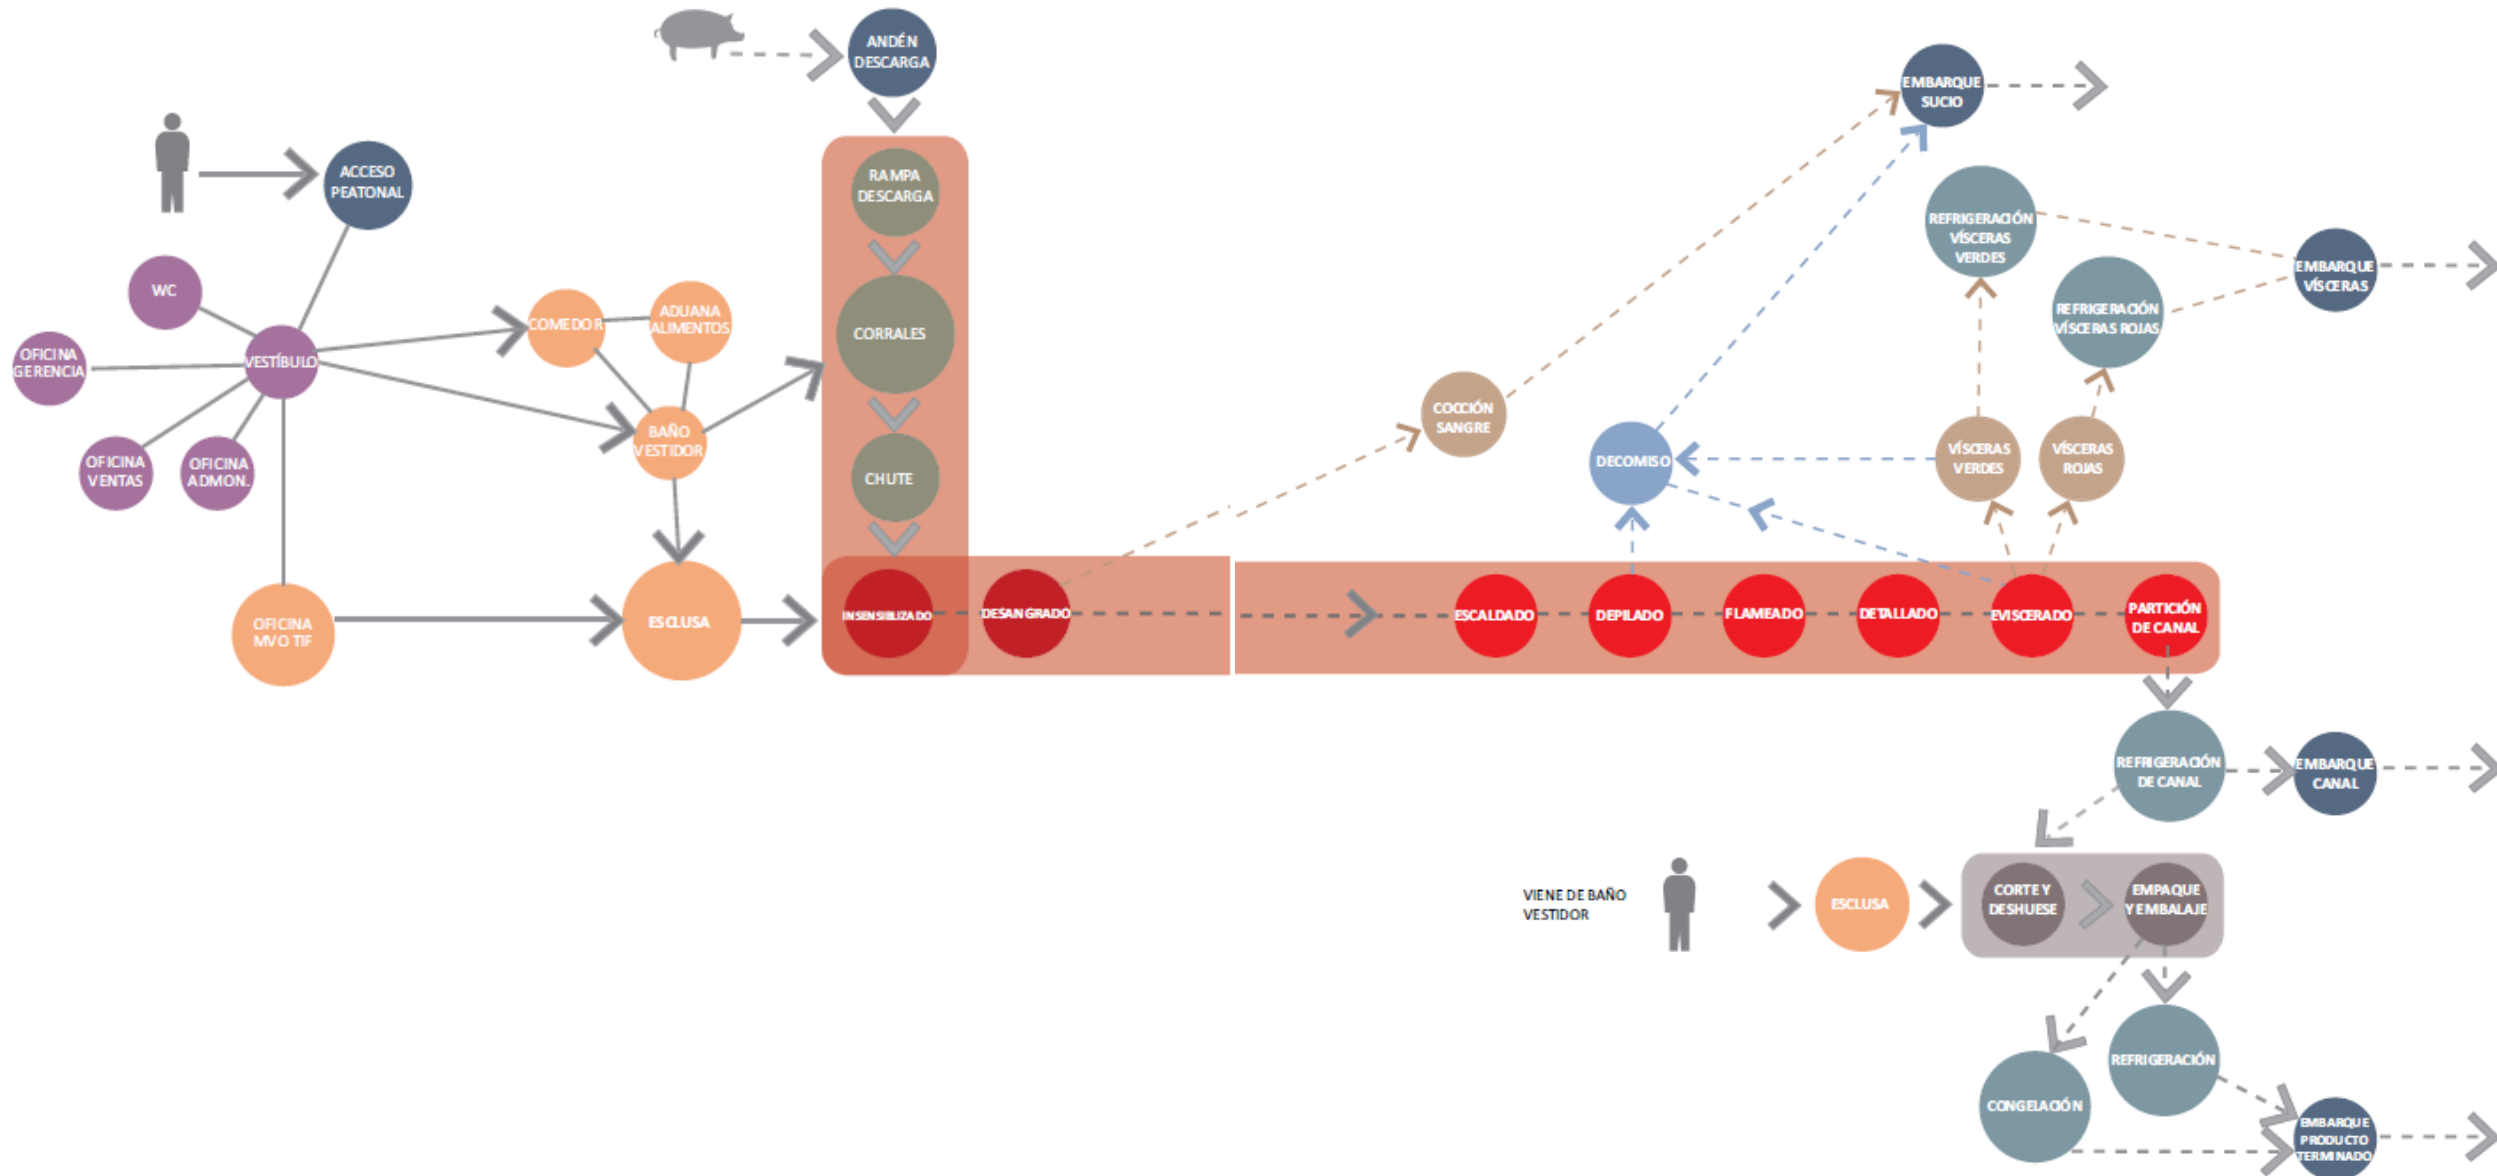 ANDÉN
DESCARGA
EMBARQUE
SUCIO
ACCESO
PEATONAL
RAMPA
DESCARGA
REFRIGERACIÓN
VÍSCERAS
VERDES
EMBARQUE
VÍSCERAS
WC
REFRIGERACIÓN
VÍSCERAS ROJAS
COMEDOR
ADUANA
ALIMENTOS
CORRALES
OFICINA
GERENCIA
VESTÍBULO
COCCIÓN
SANGRE
BAÑO
VESTIDOR
OFICINA
VENTAS
OFICINA
ADMON.
CHUTE
DECOMISO
VÍSCERAS
VERDES
VÍSCERAS
ROJAS
OFICINA
MVO TIF
ESCLUSA
INSENSIBLIZADO
DESANGRADO
ESCALDADO
DEPILADO
FLAMEADO
DETALLADO
EVISCERADO
PARTICIÓN
DE CANAL
REFRIGERACIÓN
DE CANAL
EMBARQUE
CANAL
VIENE DE BAÑO
VESTIDOR
ESCLUSA
CORTE Y
DESHUESE
EMPAQUE
Y EMBALAJE
REFRIGERACIÓN
CONGELACIÓN
EMBARQUE
PRODUCTO
TERMINADO